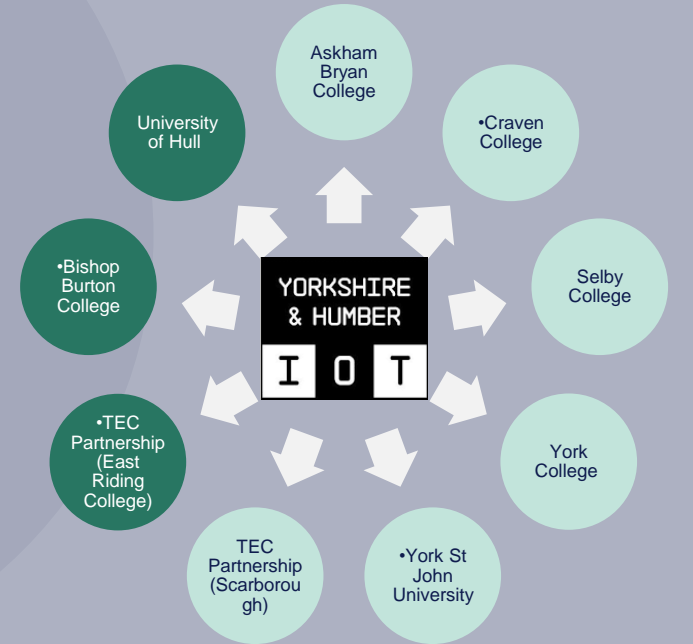 Askham
Bryan
College
•Craven
College
Selby
College
York
College
•York St
John
University
TEC
Partnership
(Scarborou
gh)
•TEC
Partnership
(East
Riding
College)
•Bishop
Burton
College
University
of Hull
YORKSHIRE
& HUMBER
I O T